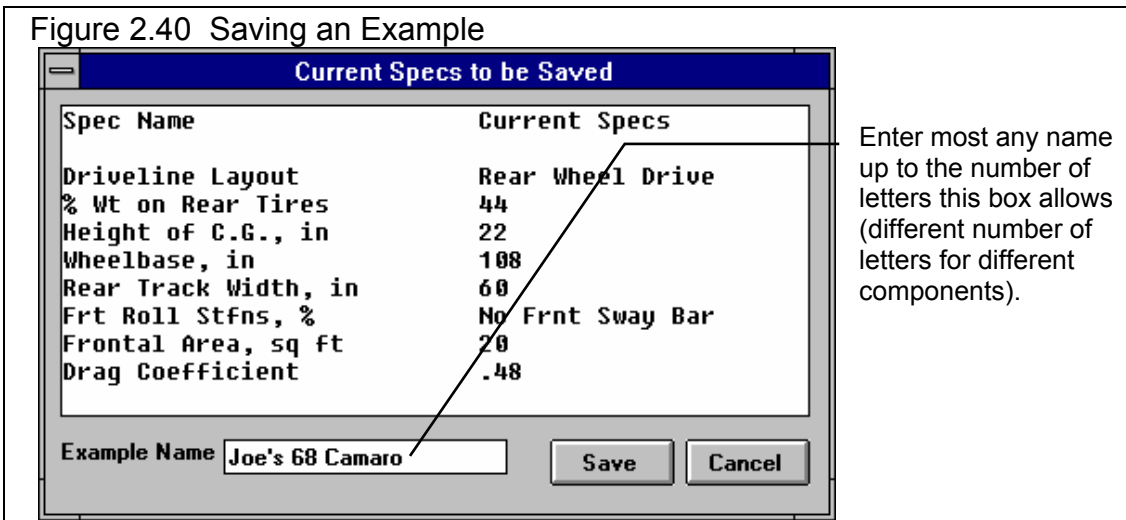 Figure 2.40  Saving an Example
Current Specs to be Saved
Spec Name Current Specs
Driveline Layout Rear Wheel Drive
% Wt on Rear Tires 44
Height of C.G., in 22
Wheelbase, in 108
Rear Track Width, in 60
Frt Roll Stfns, % No Frnt Sway Bar
Frontal Area, sq ft 20
Drag Coefficient .48
Example Name Joe's 68 Camaro Save Cancel
Enter most any name
up to the number of
letters this box allows
(different number of
letters for different
components).